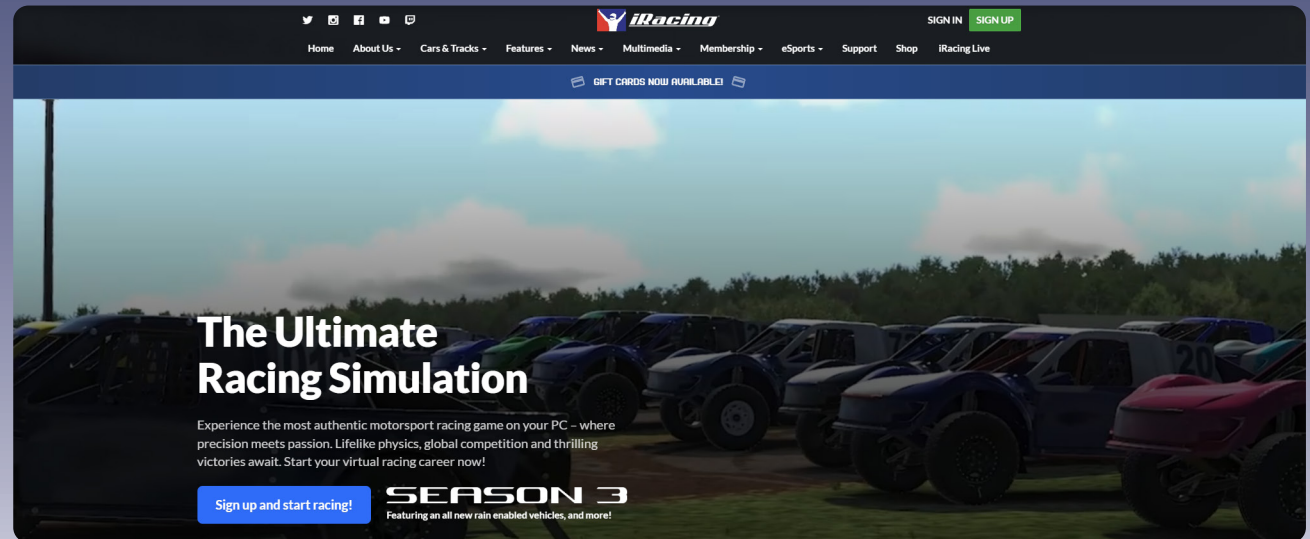 iRacing
SIGN IN SIGN UP
Home About Us Cars & Tracks Features News Multimedia Membership eSports Support Shop iRacing Live
GIFT CARDS NOW AVAILABLE!
The Ultimate
Racing Simulation
Experience the most authentic motorsport racing game on your PC – where
precision meets passion. Lifelike physics, global competition and thrilling
victories await. Start your virtual racing career now!
Sign up and start racing!
SEASON 3
Featuring an all new rain enabled vehicles, and more!
20